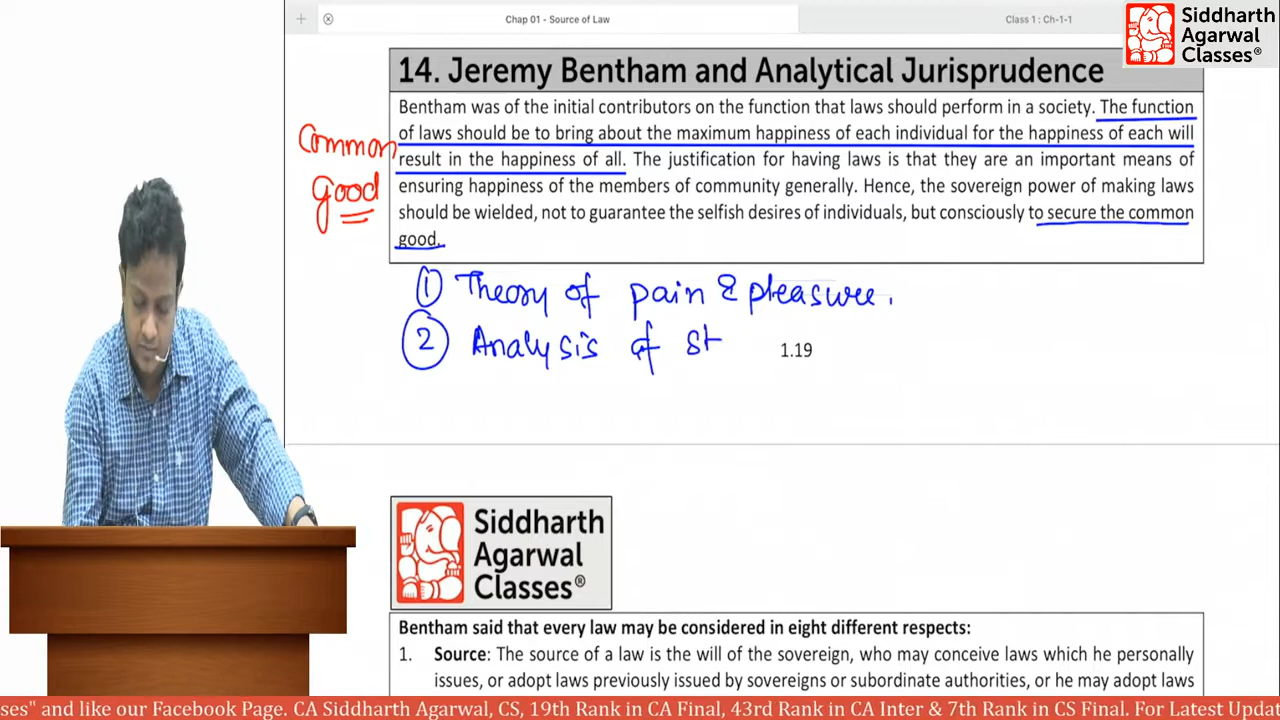 Chap 01 - Source of Law
Class 1 : Ch-1-1
Siddharth
Agarwal
Classes®
14. Jeremy Bentham and Analytical Jurisprudence
Bentham was of the initial contributors on the function that laws should perform in a society. The function
of laws should be to bring about the maximum happiness of each individual for the happiness of each will
result in the happiness of all. The justification for having laws is that they are an important means of
ensuring happiness of the members of community generally. Hence, the sovereign power of making laws
should be wielded, not to guarantee the selfish desires of individuals, but consciously to secure the common
good.
Common
good
1 Theory of pain & pleasure.
2 Analysis of st
1.19
Siddharth
Agarwal
Classes®
Bentham said that every law may be considered in eight different respects:
1. Source: The source of a law is the will of the sovereign, who may conceive laws which he personally
issues, or adopt laws previously issued by sovereigns or subordinate authorities, or he may adopt laws
ses" and like our Facebook Page. CA Siddharth Agarwal, CS, 19th Rank in CA Final, 43rd Rank in CA Inter & 7th Rank in CS Final. For Latest Updat